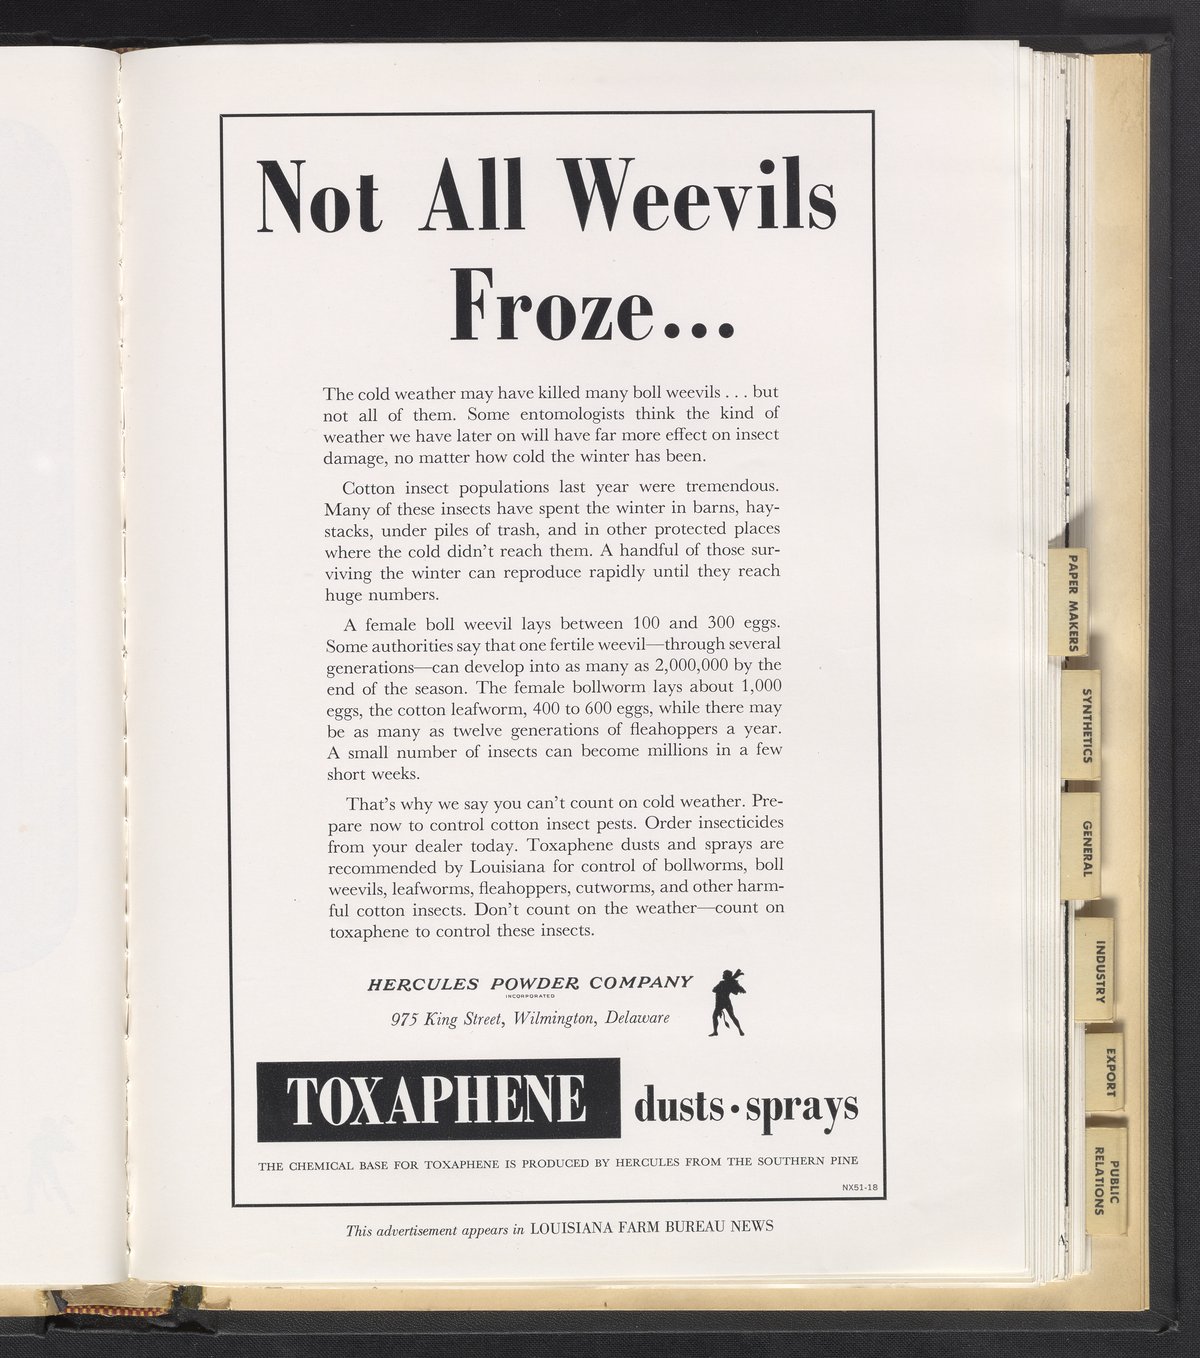 Not All Weevils
Froze...
The cold weather may have killed many boll weevils . . . but
not all of them. Some entomologists think the kind of
weather we have later on will have far more effect on insect
damage, no matter how cold the winter has been.
Cotton insect populations last year were tremendous.
Many of these insects have spent the winter in barns, hay-
stacks, under piles of trash, and in other protected places
where the cold didn't reach them. A handful of those sur-
viving the winter can reproduce rapidly until they reach
huge numbers.
A female boll weevil lays between 100 and 300 eggs.
Some authorities say that one fertile weevil—through several
generations—can develop into as many as 2,000,000 by the
end of the season. The female bollworm lays about 1,000
eggs, the cotton leafworm, 400 to 600 eggs, while there may
be as many as twelve generations of fleahoppers a year.
A small number of insects can become millions in a few
short weeks.
That's why we say you can't count on cold weather. Pre-
pare now to control cotton insect pests. Order insecticides
from your dealer today. Toxaphene dusts and sprays are
recommended by Louisiana for control of bollworms, boll
weevils, leafworms, fleahoppers, cutworms, and other harm-
ful cotton insects. Don't count on the weather—count on
toxaphene to control these insects.
HERCULES POWDER COMPANY
INCORPORATED
975 King Street, Wilmington, Delaware
TOXAPHENE dusts • sprays
THE CHEMICAL BASE FOR TOXAPHENE IS PRODUCED BY HERCULES FROM THE SOUTHERN PINE
NX51-18
This advertisement appears in LOUISIANA FARM BUREAU NEWS
PAPER MAKERS
SYNTHETICS
GENERAL
INDUSTRY
EXPORT
PUBLIC
RELATIONS